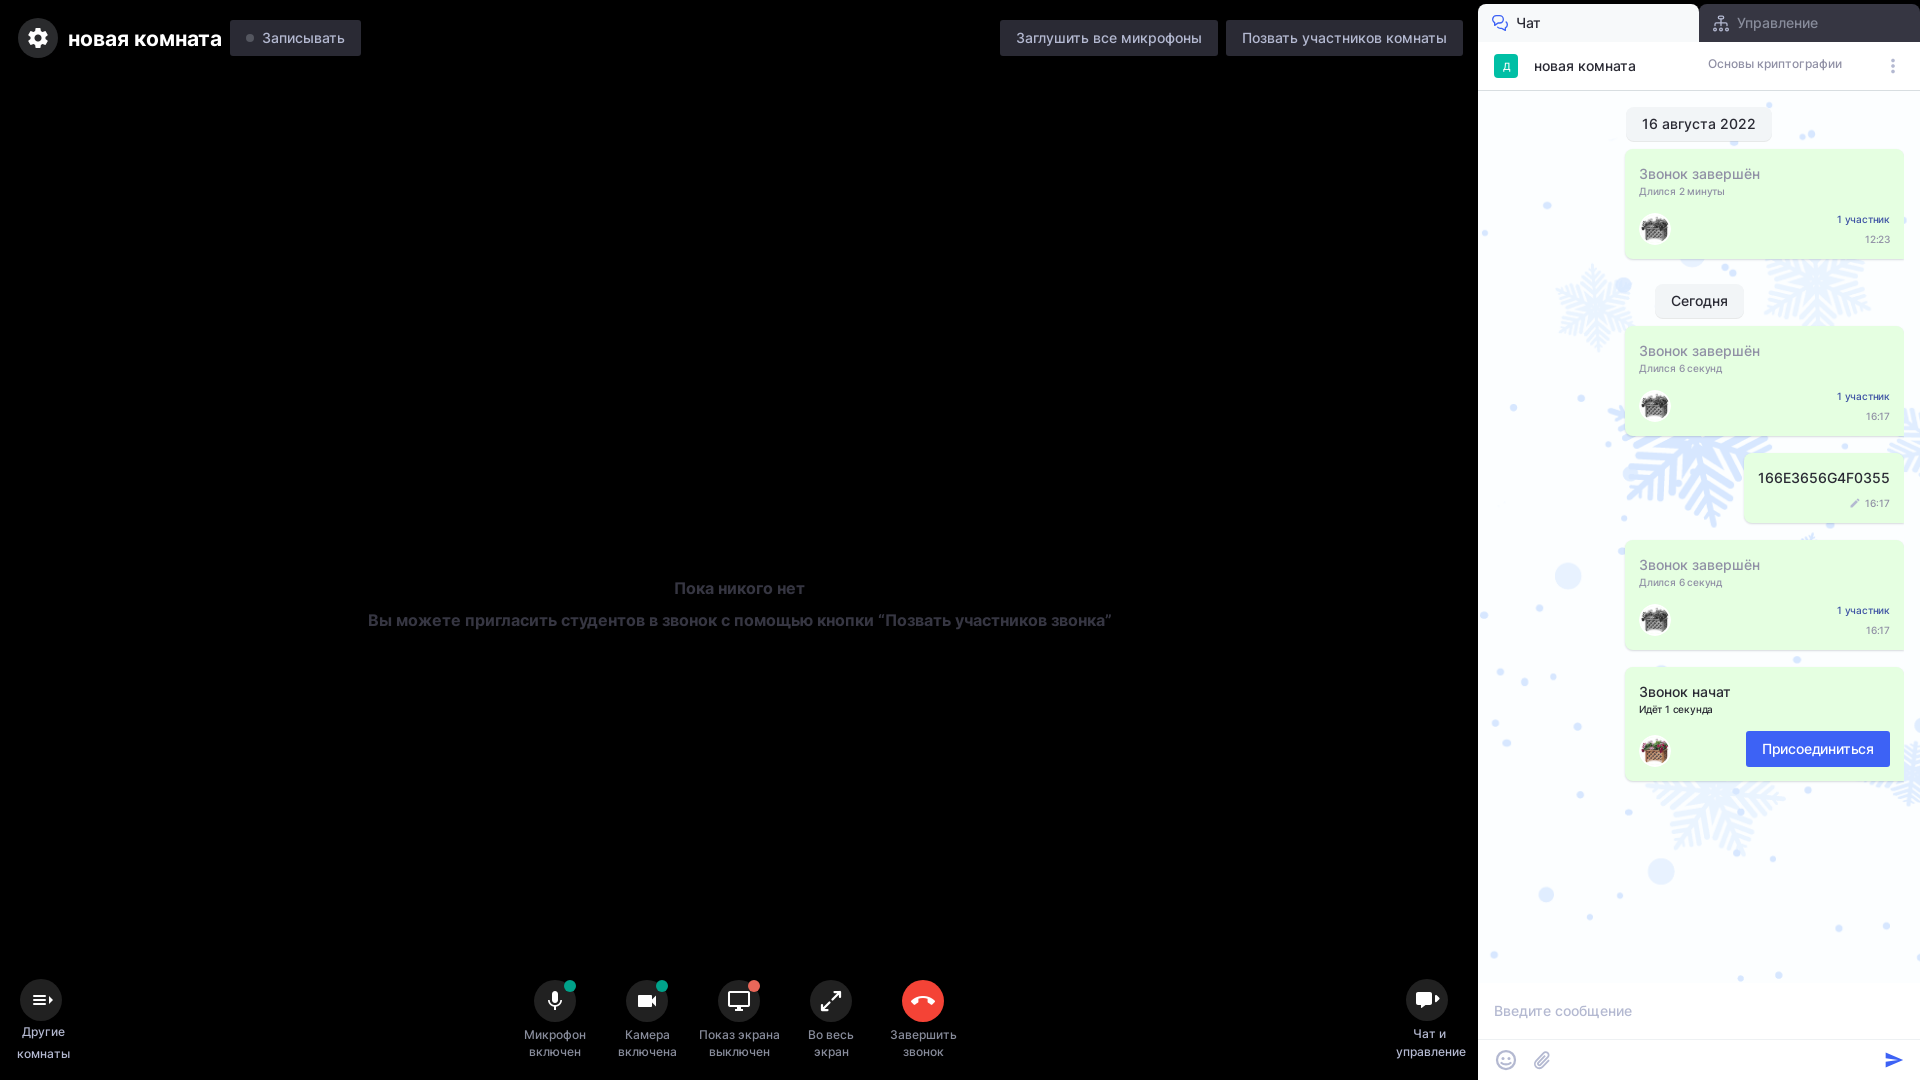 новая комната
Записывать
Заглушить все микрофоны
Позвать участников комнаты
Чат
Управление
Д
новая комната
Основы криптографии
16 августа 2022
Звонок завершён
Длился 2 минуты
1 участник
12:23
Сегодня
Звонок завершён
Длился 6 секунд
1 участник
16:17
166E3656G4F0355
16:17
Звонок завершён
Длился 6 секунд
1 участник
16:17
Звонок начат
Идёт 1 секунда
Присоединиться
Пока никого нет
Вы можете пригласить студентов в звонок с помощью кнопки “Позвать участников звонка”
Другие
комнаты
Микрофон
включен
Камера
включена
Показ экрана
выключен
Во весь
экран
Завершить
звонок
Чат и
управление
Введите сообщение